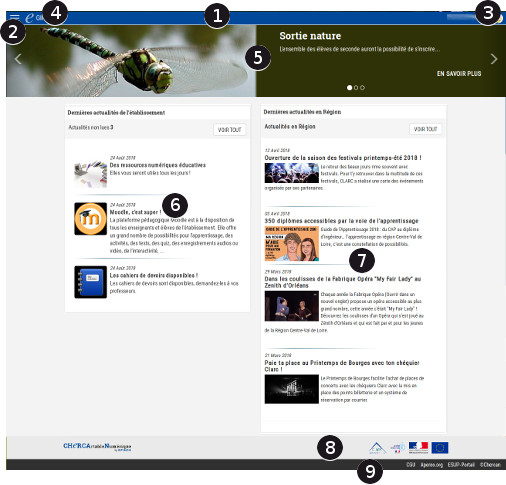 1
4
3
2
Sortie nature
L'ensemble des élèves de seconde auront la possibilité de s'inscrire...
5
EN SAVOIR PLUS
Dernières actualités de l'établissement
Actualités non lues 3
VOIR TOUT
24 Août 2018
Des ressources numériques éducatives
Elles vous seront utiles tous les jours !
24 Août 2018
Moodle, c'est super !
6
La plateforme pédagogique Moodle est à la disposition de
tous les enseignants et élèves de l'établissement. Elle offre
un grand nombre de possibilités pour l'apprentissage, des
activités, des tests, des quiz, des enregistrements audios ou
vidéo, de l'interactivité, ...
24 Août 2018
Les cahiers de devoirs disponibles !
Les cahiers de devoirs sont disponibles, demandez-les à vos
professeurs.
Dernières actualités en Région
Actualités en Région
VOIR TOUT
12 Avril 2018
Ouverture de la saison des festivals printemps-été 2018 !
Le retour des beaux jours rime souvent avec
festivals. Pour t'y retrouver dans la multitude de ces
festivals, CLARC a réalisé une carte des événements
organisés par ses partenaires.
05 Avril 2018
350 diplômes accessibles par la voie de l'apprentissage
GUIDE DE L'APPRENTISSAGE 2018
Guide de l'Apprentissage 2018 : du CAP au diplôme
d'ingénieur, l'apprentissage en région Centre-Val de
Loire, c'est une constellation de possibilités.
7
29 Mars 2018
Dans les coulisses de la Fabrique Opéra "My Fair Lady" au
Zénith d'Orléans
Chaque année la Fabrique Opéra (Ouvrir dans un
nouvel onglet) propose un opéra accessible au plus
grand nombre, cette année c'était "My Fair Lady" !
Découvrez les coulisses d'un Opéra qui s'est joué au
Zénith d'Orléans et qui est fait par et pour les jeunes
de la Région Centre-Val de Loire.
21 Mars 2018
Paie ta place au Printemps de Bourges avec ton chéquier
Clarc !
Le Printemps de Bourges facilite l'achat de places de
concerts avec les chéquiers Clarc avec la mise en
place des points billetterie et en système de
réservation par courrier.
CHERCArtableNumérique
8
9
CGU Apereo.org ESUP-Portail ©Chercan